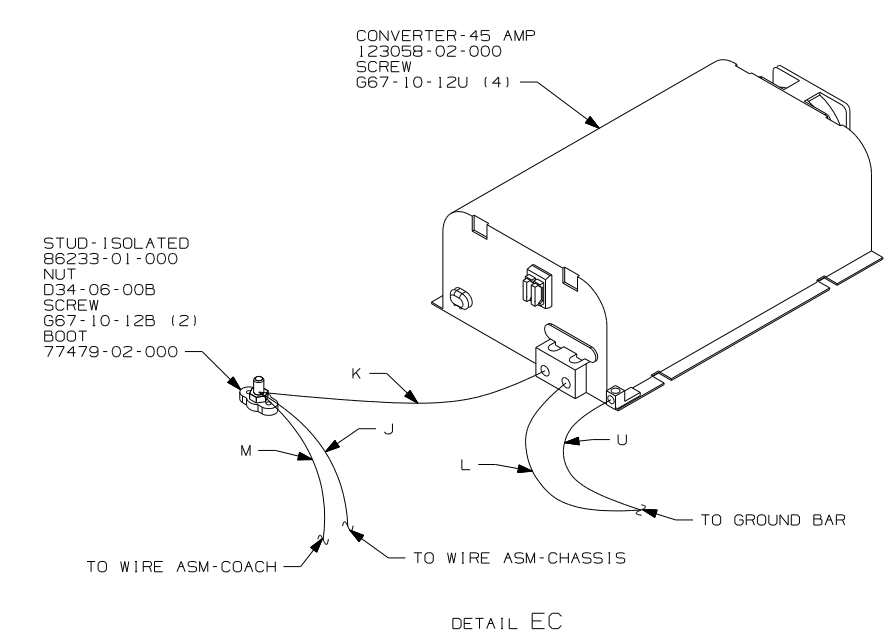 CONVERTER-45 AMP
123058-02-000
SCREW
G67-10-12U (4)
STUD-ISOLATED
86233-01-000
NUT
D34-06-00B
SCREW
G67-10-12B (2)
BOOT
77479-02-000
K
J
M
L
U
TO GROUND BAR
TO WIRE ASM-CHASSIS
TO WIRE ASM-COACH
DETAIL EC